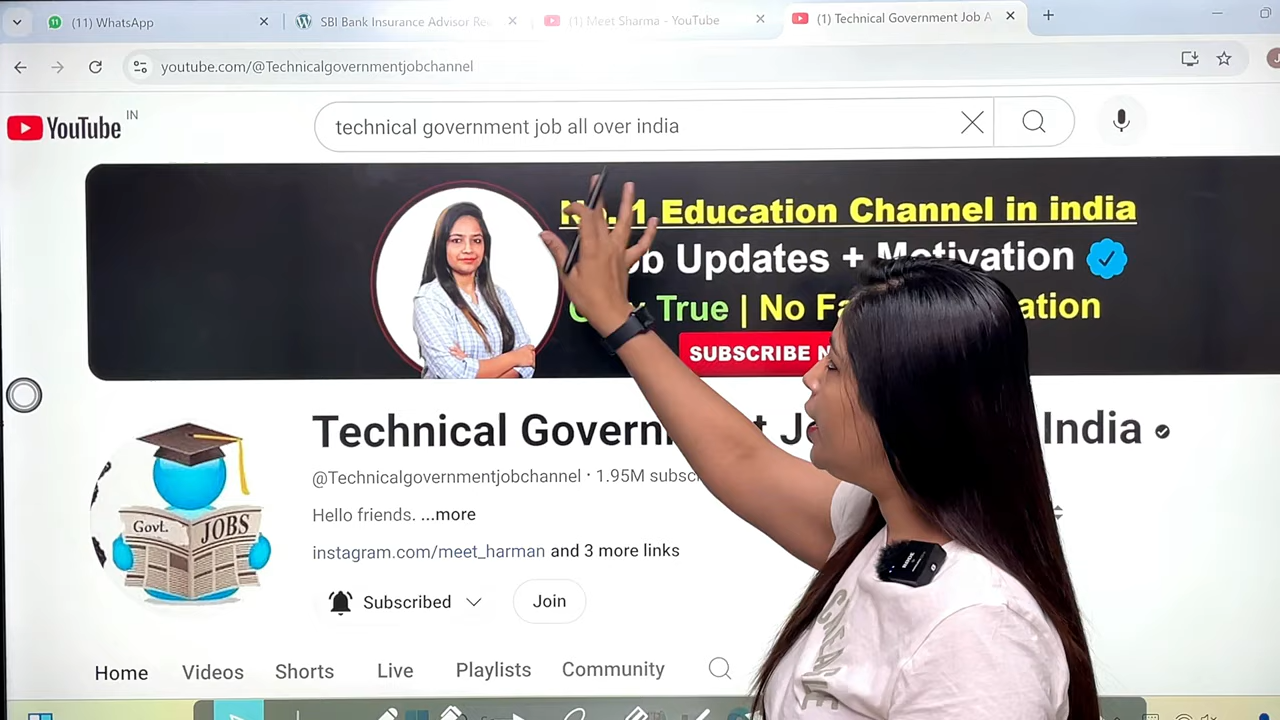 (11) WhatsApp
SBI Bank Insurance Advisor Re
(1) Meet Sharma - YouTube
(1) Technical Government Job A
youtube.com/@Technicalgovernmentjobchannel
YouTube IN
technical government job all over india
No. 1 Education Channel in india
Updates + Motivation
True | No
SUBSCRIBE
Technical Govern
India
@Technicalgovernmentjobchannel · 1.95M
Hello friends. ...more
Govt. JOBS
instagram.com/meet_harman and 3 more links
Subscribed
Join
Home Videos Shorts Live Playlists Community